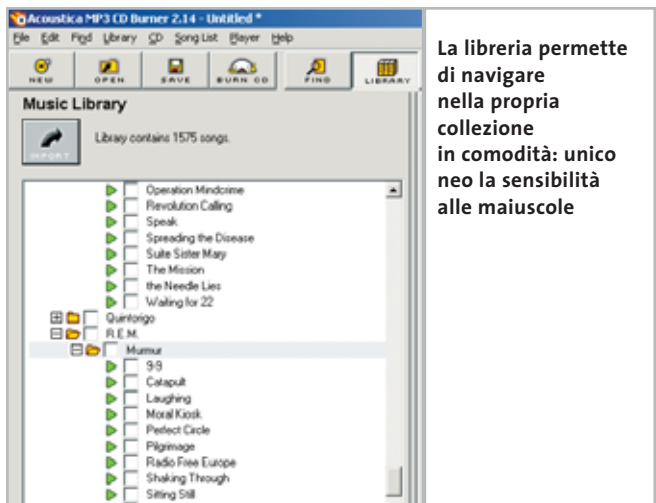 Acoustica MP3 CD Burner 2.14 - Untitled *
File Edit Find Library CD Song List Player Help
NEW OPEN SAVE BURN CD FIND LIBRARY
Music Library
IMPORT
Library contains 1575 songs.
Operation Mindcrime
Revolution Calling
Speak
Spreading the Disease
Suite Sister Mary
The Mission
the Needle Lies
Waiting for 22
Quintorigo
R.E.M.
Murmur
9-9
Catapult
Laughing
Moral Kiosk
Perfect Circle
Pilgrimage
Radio Free Europe
Shaking Through
Sitting Still
La libreria permette
di navigare
nella propria
collezione
in comodità: unico
neo la sensibilità
alle maiuscole